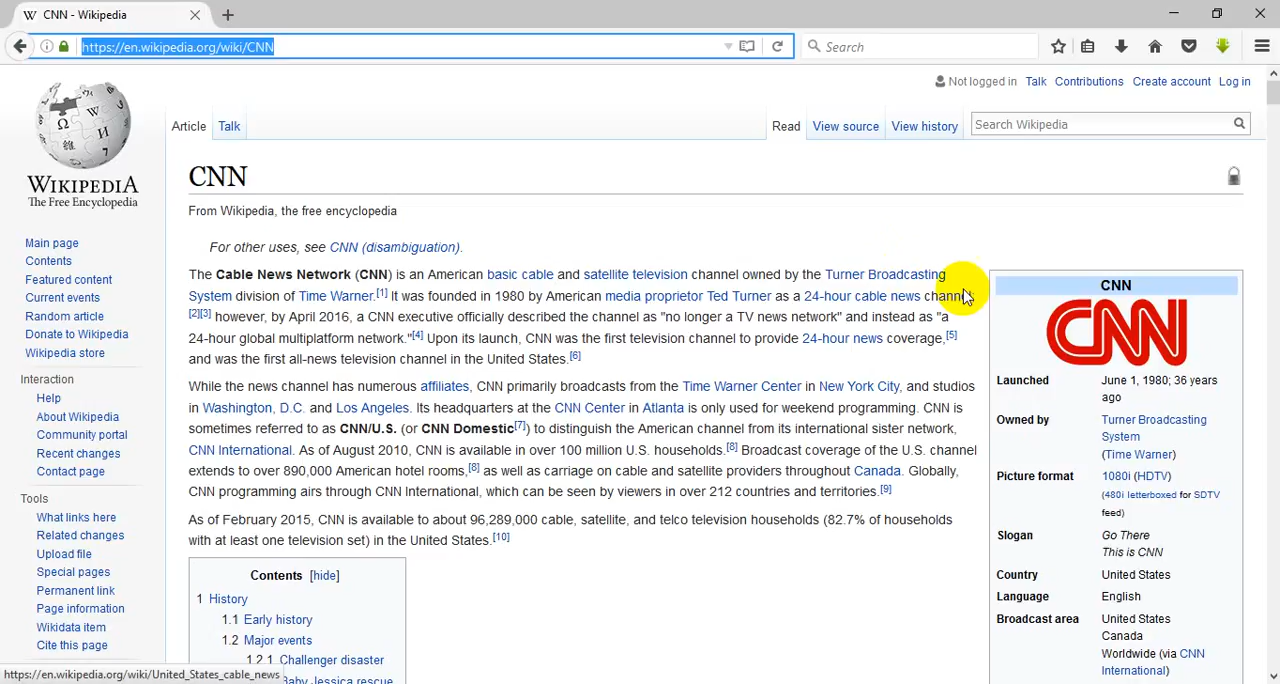 CNN - Wikipedia
https://en.wikipedia.org/wiki/CNN
Search
Not logged in Talk Contributions Create account Log in
Article Talk
Read View source View history
Search Wikipedia
WIKIPEDIA
The Free Encyclopedia
Main page
Contents
Featured content
Current events
Random article
Donate to Wikipedia
Wikipedia store
Interaction
Help
About Wikipedia
Community portal
Recent changes
Contact page
Tools
What links here
Related changes
Upload file
Special pages
Permanent link
Page information
Wikidata item
Cite this page
CNN
From Wikipedia, the free encyclopedia
For other uses, see CNN (disambiguation).
The Cable News Network (CNN) is an American basic cable and satellite television channel owned by the Turner Broadcasting
System division of Time Warner.[1] It was founded in 1980 by American media proprietor Ted Turner as a 24-hour cable news channel;
[2][3] however, by April 2016, a CNN executive officially described the channel as "no longer a TV news network" and instead as "a
24-hour global multiplatform network."[4] Upon its launch, CNN was the first television channel to provide 24-hour news coverage,[5]
and was the first all-news television channel in the United States.[6]
While the news channel has numerous affiliates, CNN primarily broadcasts from the Time Warner Center in New York City, and studios
in Washington, D.C. and Los Angeles. Its headquarters at the CNN Center in Atlanta is only used for weekend programming. CNN is
sometimes referred to as CNN/U.S. (or CNN Domestic[7]) to distinguish the American channel from its international sister network,
CNN International. As of August 2010, CNN is available in over 100 million U.S. households.[8] Broadcast coverage of the U.S. channel
extends to over 890,000 American hotel rooms,[8] as well as carriage on cable and satellite providers throughout Canada. Globally,
CNN programming airs through CNN International, which can be seen by viewers in over 212 countries and territories.[9]
As of February 2015, CNN is available to about 96,289,000 cable, satellite, and telco television households (82.7% of households
with at least one television set) in the United States.[10]
Contents [hide]
1 History
1.1 Early history
1.2 Major events
1.2.1 Challenger disaster
Baby Jessica rescue
CNN
CNN
Launched June 1, 1980; 36 years
ago
Owned by Turner Broadcasting
System
(Time Warner)
Picture format 1080i (HDTV)
(480i letterboxed for SDTV
feed)
Slogan Go There
This is CNN
Country United States
Language English
Broadcast area United States
Canada
Worldwide (via CNN
International)
https://en.wikipedia.org/wiki/United_States_cable_news